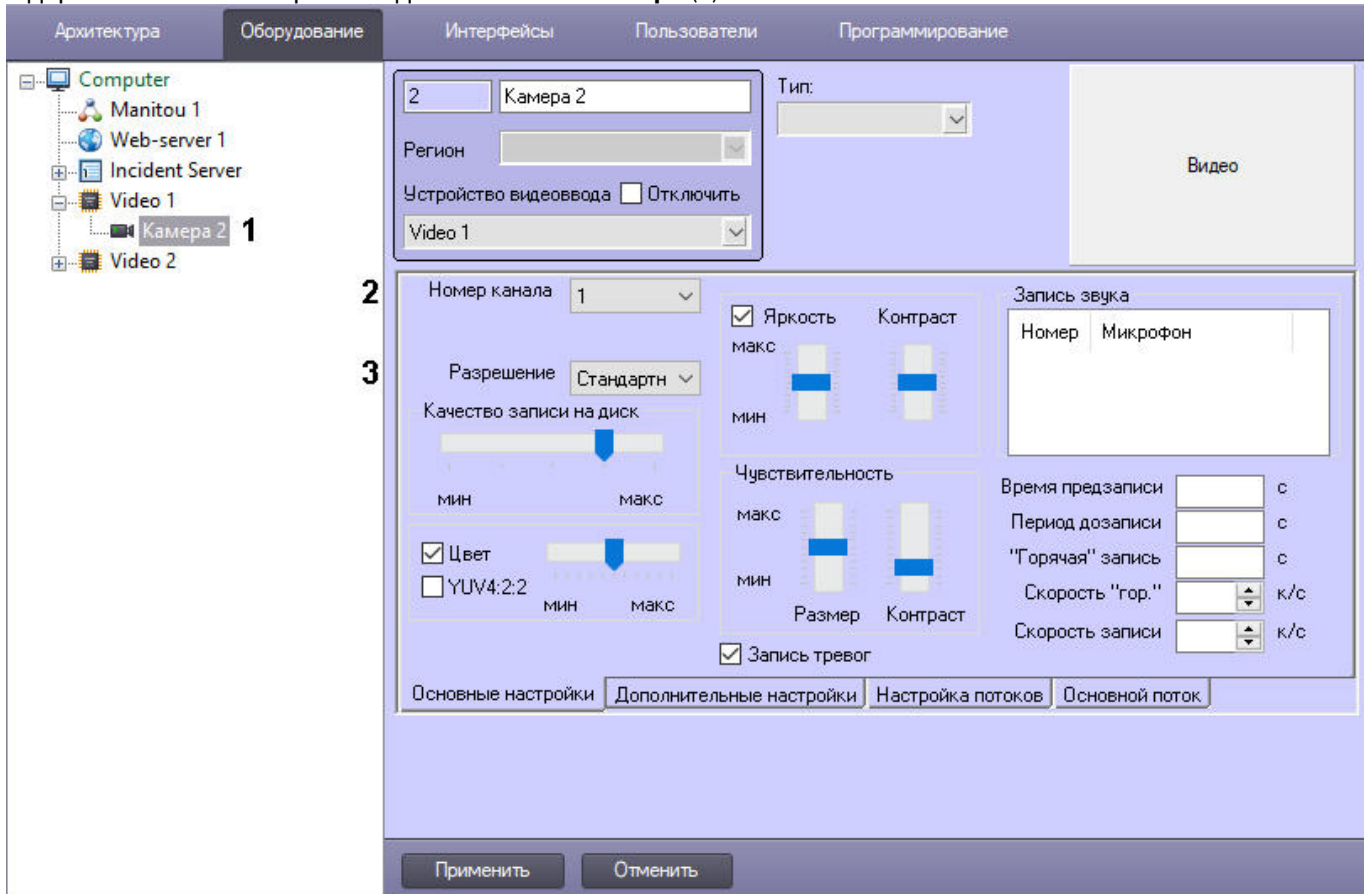 Архитектура Оборудование Интерфейсы Пользователи Программирование
Computer
Manitou 1
Web-server 1
Incident Server
Video 1
Камера 2 1
Video 2
2 Камера 2
Регион
Устройство видеоввода Отключить
Video 1
Тип:
Видео
2 Номер канала 1
3 Разрешение Стандартн
Качество записи на диск
мин макс
Цвет
YUV4:2:2
мин макс
Яркость Контраст
макс
мин
Чувствительность
макс
мин
Размер Контраст
Запись тревог
Запись звука
Номер Микрофон
Время предзаписи с
Период дозаписи с
"Горячая" запись с
Скорость "гор." к/с
Скорость записи к/с
Основные настройки Дополнительные настройки Настройка потоков Основной поток
Применить Отменить